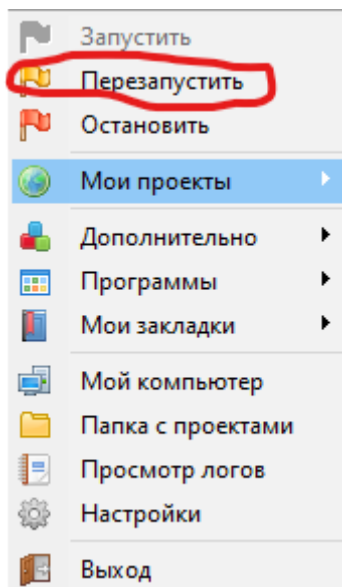 Запустить
Перезапустить
Остановить
Мои проекты
Дополнительно
Программы
Мои закладки
Мой компьютер
Папка с проектами
Просмотр логов
Настройки
Выход